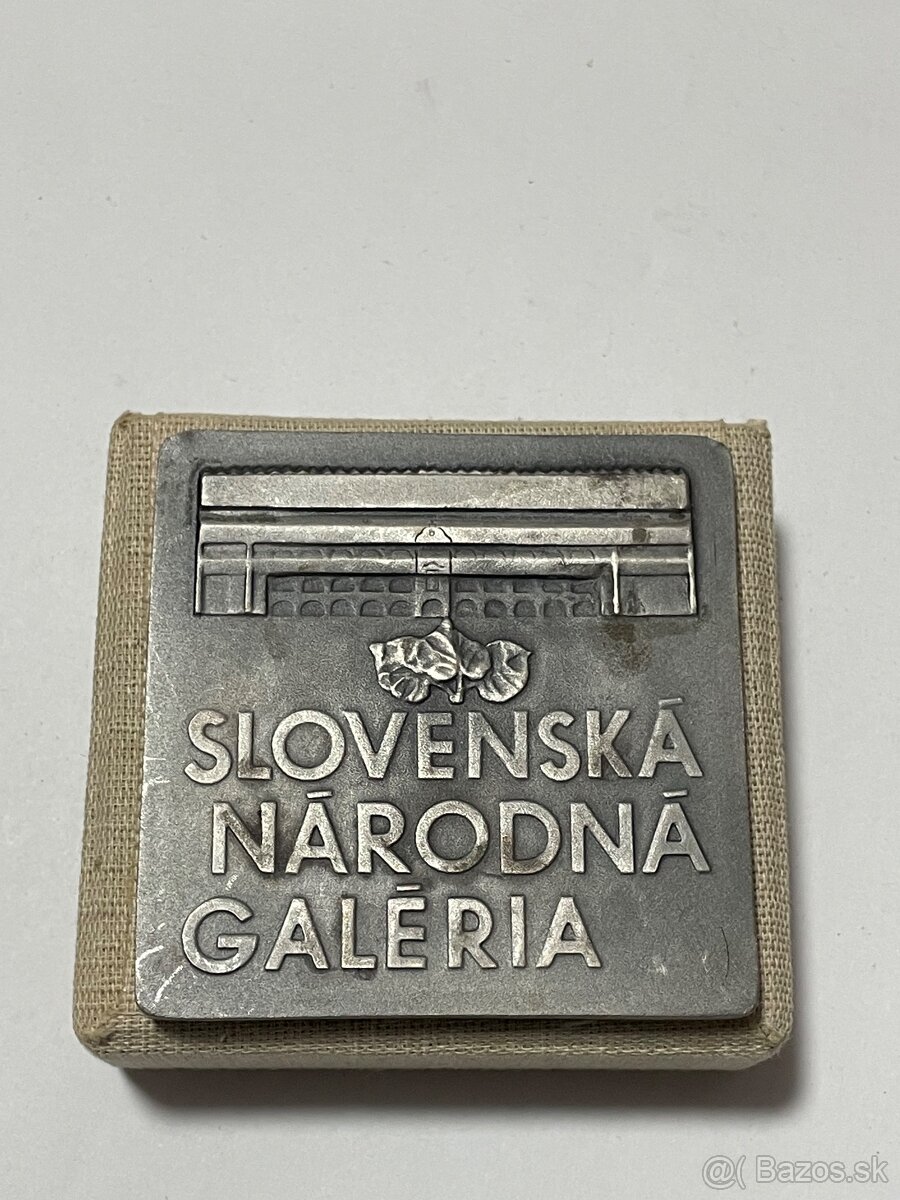 SLOVENSKÁ
NÁRODNÁ
GALÉRIA
@( Bazos.sk